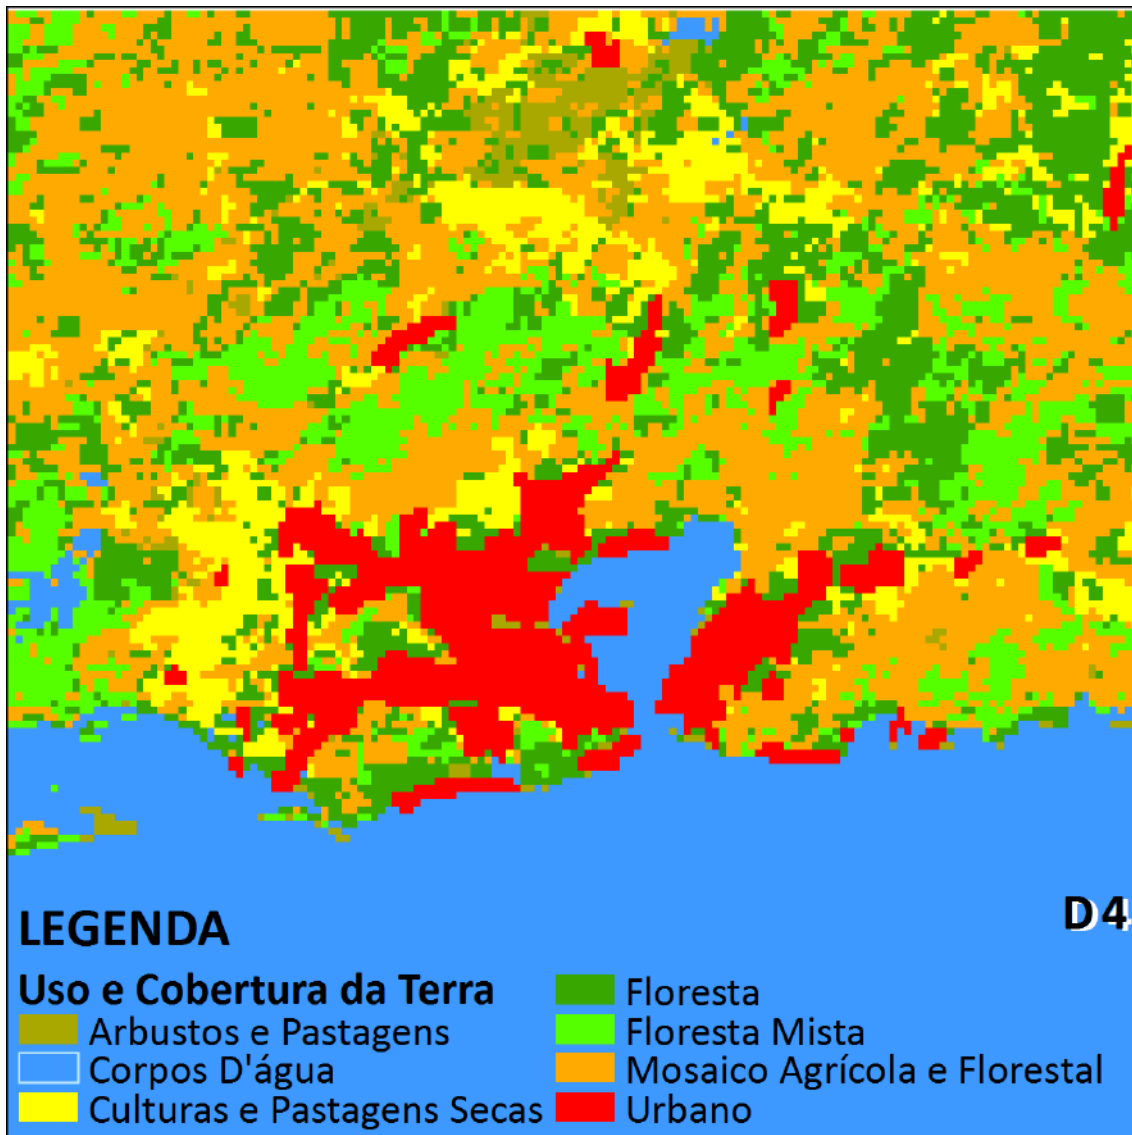 D4
LEGENDA
Uso e Cobertura da Terra
Arbustos e Pastagens
Corpos D'água
Culturas e Pastagens Secas
Floresta
Floresta Mista
Mosaico Agrícola e Florestal
Urbano